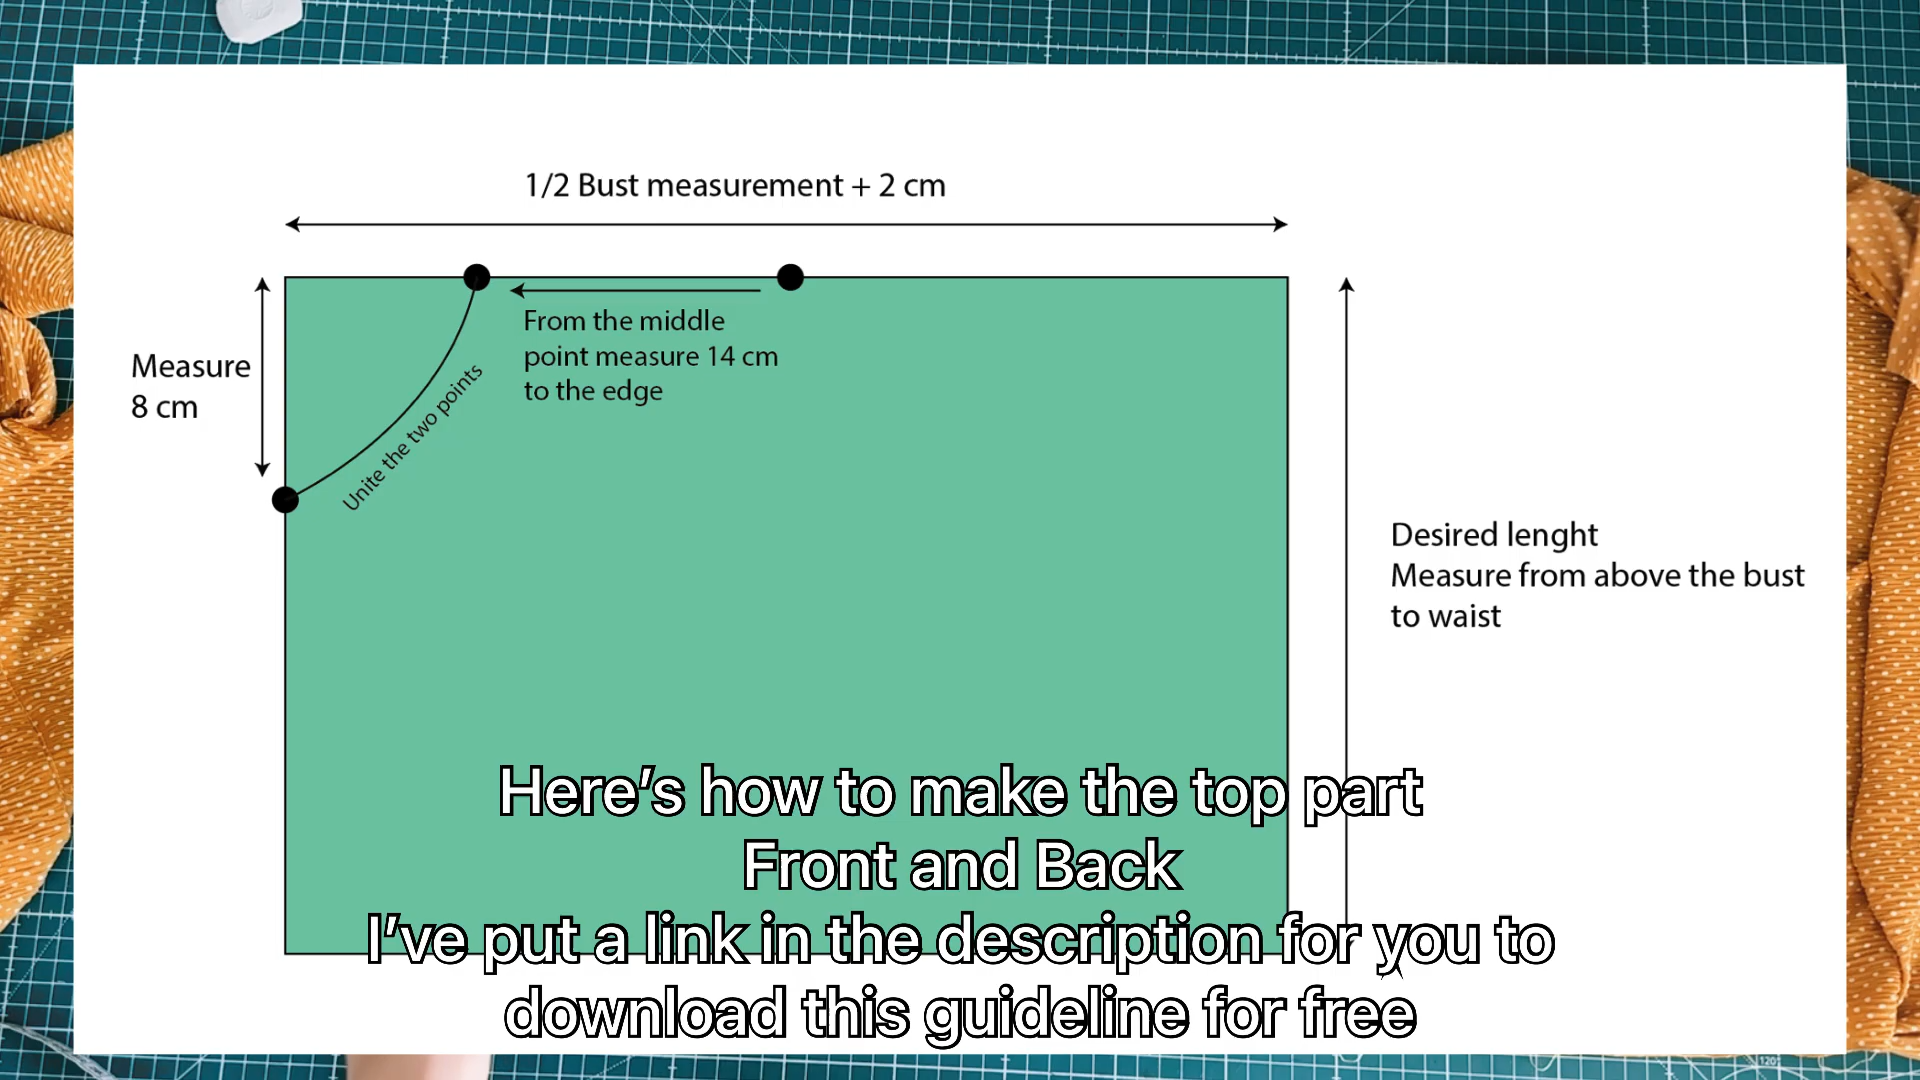 1/2 Bust measurement + 2 cm
From the middle
point measure 14 cm
to the edge
Measure
8 cm
Unite the two points
Desired lenght
Measure from above the bust
to waist
Here’s how to make the top part
Front and Back
I’ve put a link in the description for you to
download this guideline for free
120